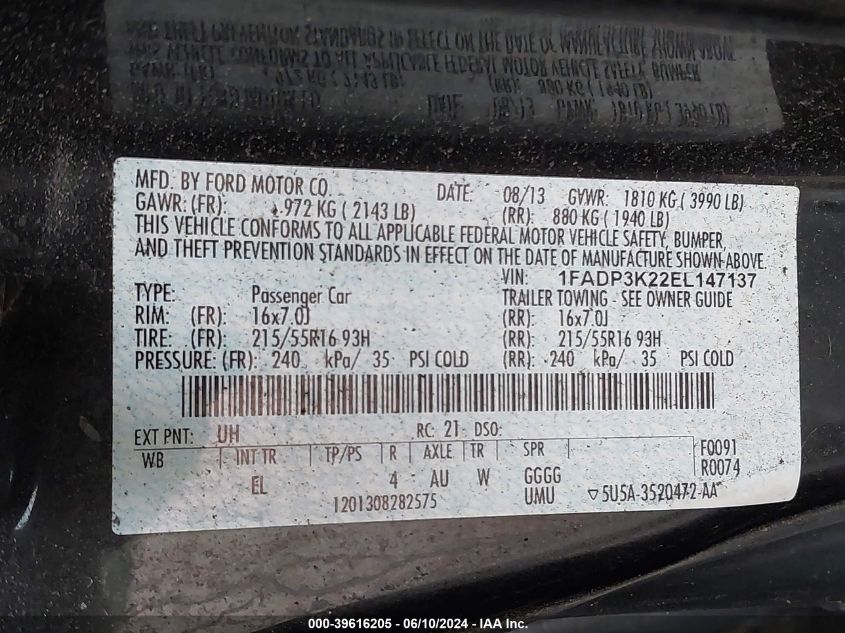 MFD. BY FORD MOTOR CO. DATE: 08/13 GVWR: 1810 KG ( 3990 LB)
GAWR: (FR): 972 KG ( 2143 LB) (RR): 880 KG ( 1940 LB)
THIS VEHICLE CONFORMS TO ALL APPLICABLE FEDERAL MOTOR VEHICLE SAFETY, BUMPER,
AND THEFT PREVENTION STANDARDS IN EFFECT ON THE DATE OF MANUFACTURE SHOWN ABOVE.
VIN: 1FADP3K22EL147137
TYPE: Passenger Car TRAILER TOWING - SEE OWNER GUIDE
RIM: (FR): 16x7.0J (RR): 16x7.0J
TIRE: (FR): 215/55R16 93H (RR): 215/55R16 93H
PRESSURE: (FR): 240 kPa/ 35 PSI COLD (RR): 240 kPa/ 35 PSI COLD
EXT PNT: UH RC: 21 DSO: F0091
WB INT TR TP/PS R AXLE TR SPR R0074
EL 4 AU W GGGG
1201308282575 UMU ▽5U5A-3520472-AA
000-39616205 - 06/10/2024 - IAA Inc.